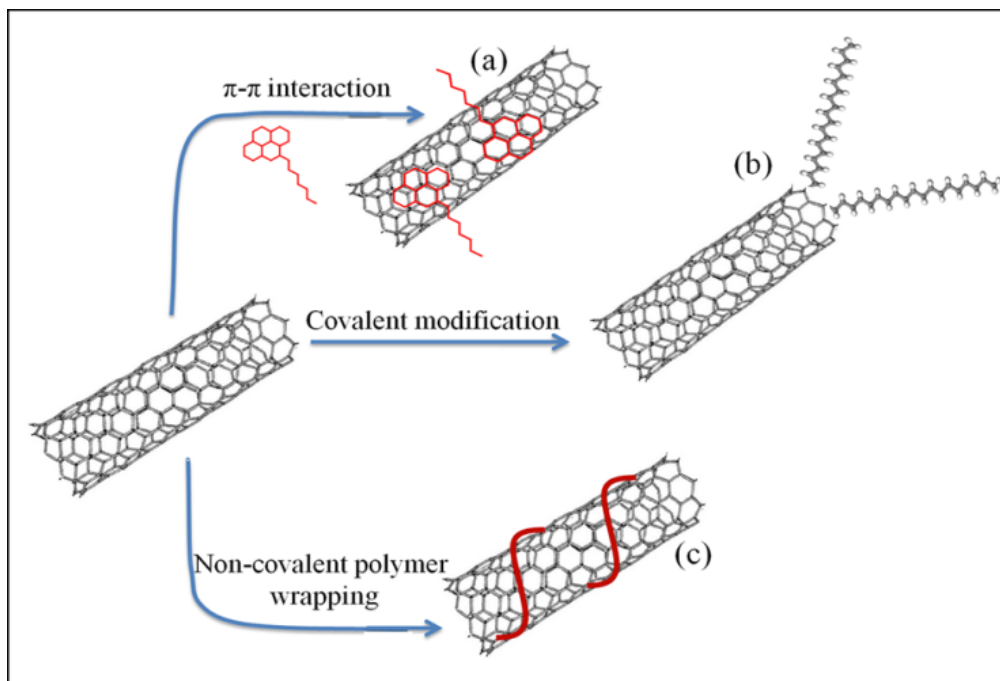 (a)
π-π interaction
(b)
Covalent modification
Non-covalent polymer
wrapping
(c)